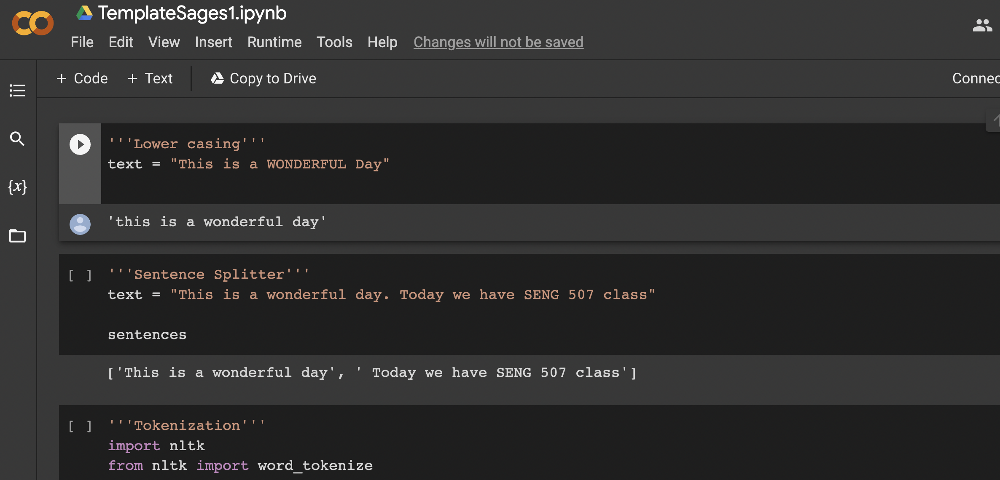 TemplateSages1.ipynb
File Edit View Insert Runtime Tools Help Changes will not be saved
+ Code + Text Copy to Drive
{x}
'''Lower casing'''
text = "This is a WONDERFUL Day"
'this is a wonderful day'
[ ] '''Sentence Splitter'''
text = "This is a wonderful day. Today we have SENG 507 class"
sentences
['This is a wonderful day', ' Today we have SENG 507 class']
[ ] '''Tokenization'''
import nltk
from nltk import word_tokenize